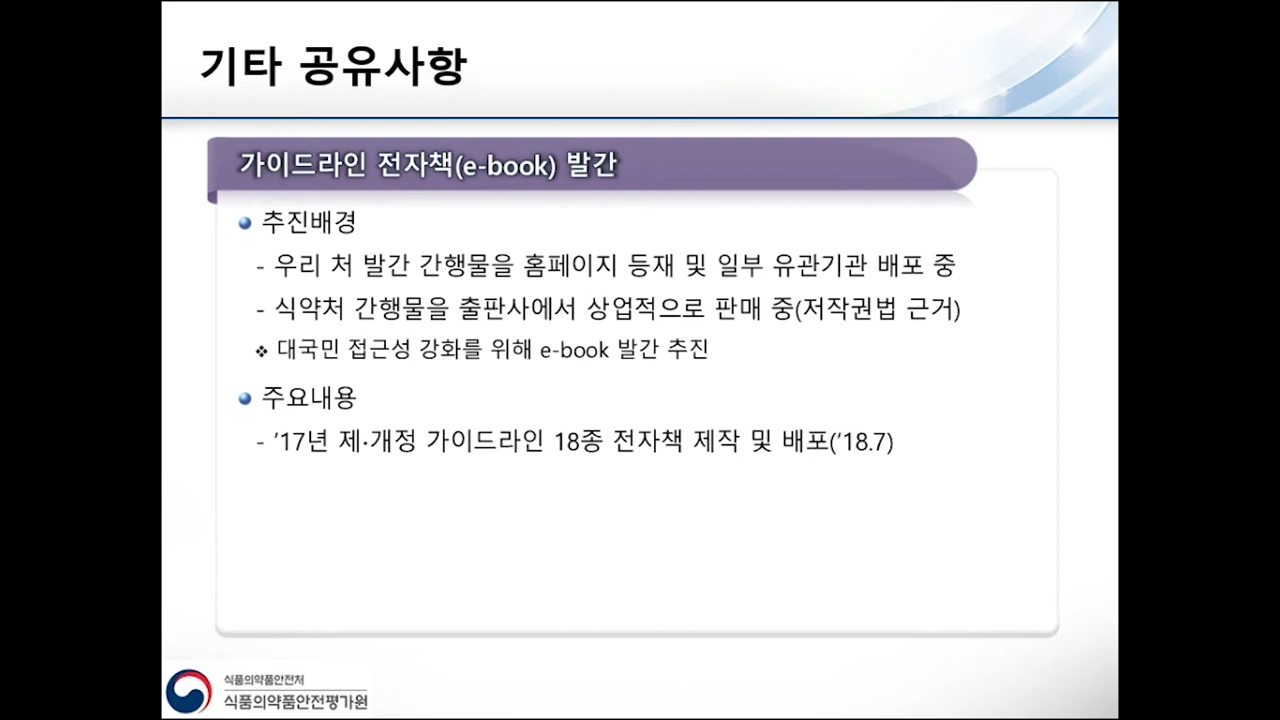 기타 공유사항
가이드라인 전자책(e-book) 발간
추진배경
- 우리 처 발간 간행물을 홈페이지 등재 및 일부 유관기관 배포 중
- 식약처 간행물을 출판사에서 상업적으로 판매 중(저작권법 근거)
❖ 대국민 접근성 강화를 위해 e-book 발간 추진
주요내용
- ’17년 제·개정 가이드라인 18종 전자책 제작 및 배포(‘18.7)
식품의약품안전처
식품의약품안전평가원